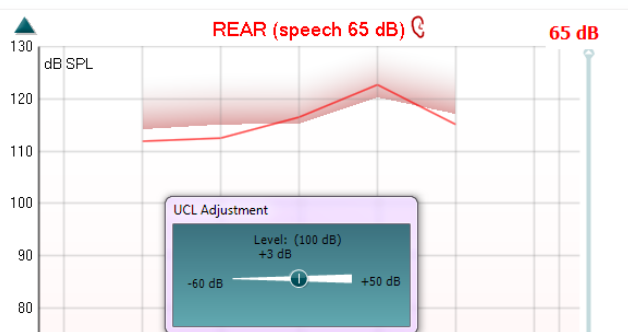 REAR (speech 65 dB)
65 dB
130
dB SPL
120
110
100
90
80
UCL Adjustment
Level: (100 dB)
+3 dB
-60 dB
+50 dB